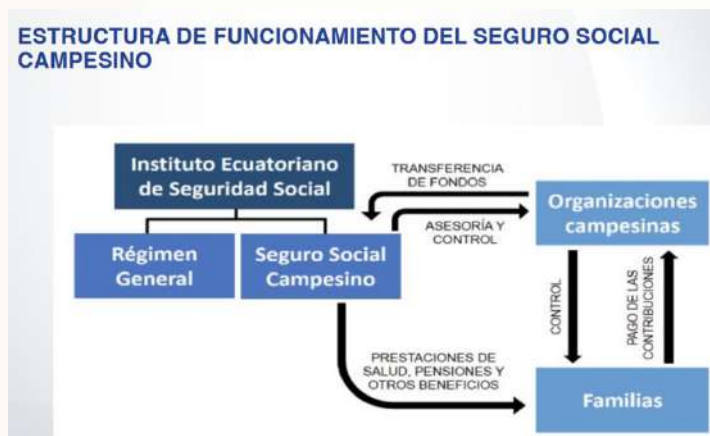 ESTRUCTURA DE FUNCIONAMIENTO DEL SEGURO SOCIAL
CAMPESINO
Instituto Ecuatoriano
de Seguridad Social
TRANSFERENCIA
DE FONDOS
Organizaciones
campesinas
ASESORÍA Y
CONTROL
Régimen
General
Seguro Social
Campesino
CONTROL
PAGO DE LAS
CONTRIBUCIONES
PRESTACIONES DE
SALUD, PENSIONES Y
OTROS BENEFICIOS
Familias